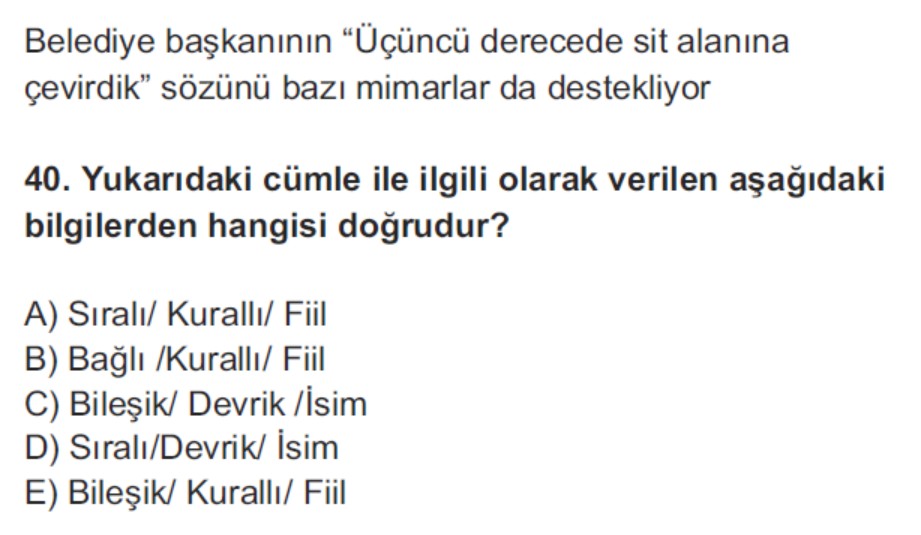 Belediye başkanının “Üçüncü derecede sit alanına
çevirdik” sözünü bazı mimarlar da destekliyor
40. Yukarıdaki cümle ile ilgili olarak verilen aşağıdaki
bilgilerden hangisi doğrudur?
A) Sıralı/ Kurallı/ Fiil
B) Bağlı /Kurallı/ Fiil
C) Bileşik/ Devrik /İsim
D) Sıralı/Devrik/ İsim
E) Bileşik/ Kurallı/ Fiil